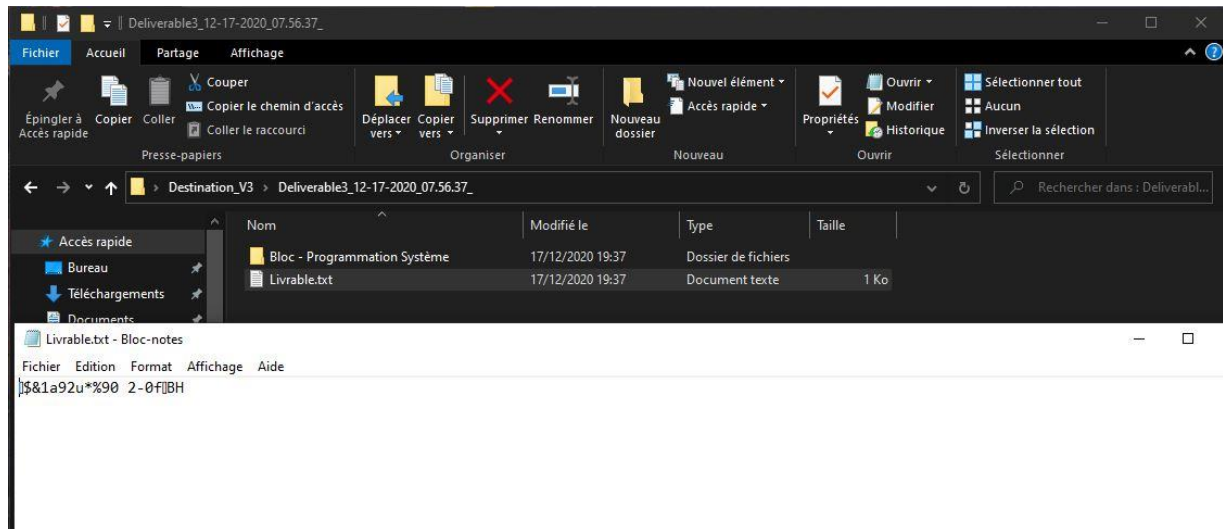 Deliverable3_12-17-2020_07.56.37_
Fichier Accueil Partage Affichage
Épingler à Accès rapide
Copier
Coller
Couper
Copier le chemin d'accès
Coller le raccourci
Déplacer vers
Copier vers
Supprimer
Renommer
Nouveau dossier
Nouvel élément
Accès rapide
Propriétés
Ouvrir
Modifier
Historique
Sélectionner tout
Aucun
Inverser la sélection
Presse-papiers Organiser Nouveau Ouvrir Sélectionner
Destination_V3 > Deliverable3_12-17-2020_07.56.37_
Rechercher dans : Deliverabl...
Nom Modifié le Type Taille
Accès rapide
Bureau
Téléchargements
Documents
Bloc - Programmation Système 17/12/2020 19:37 Dossier de fichiers
Livrable.txt 17/12/2020 19:37 Document texte 1 Ko
Livrable.txt - Bloc-notes
Fichier Edition Format Affichage Aide
$&1a92u*%90 2-0f▯BH